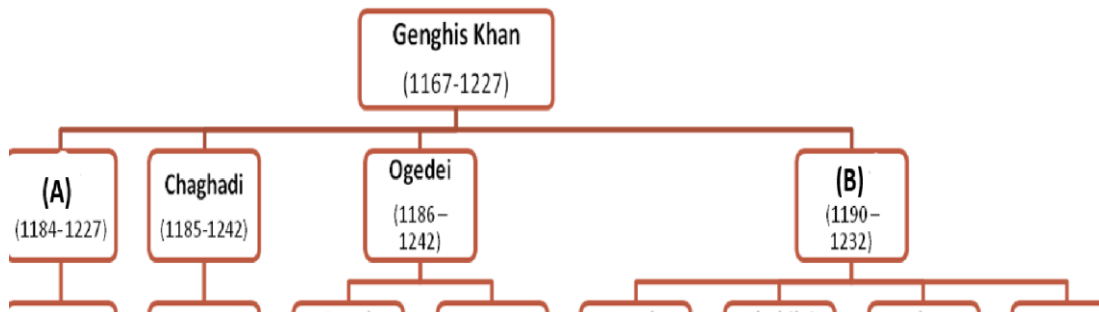 Genghis Khan
(1167-1227)
(A)
(1184-1227)
Chaghadi
(1185-1242)
Ogedei
(1186–
1242)
(B)
(1190–
1232)